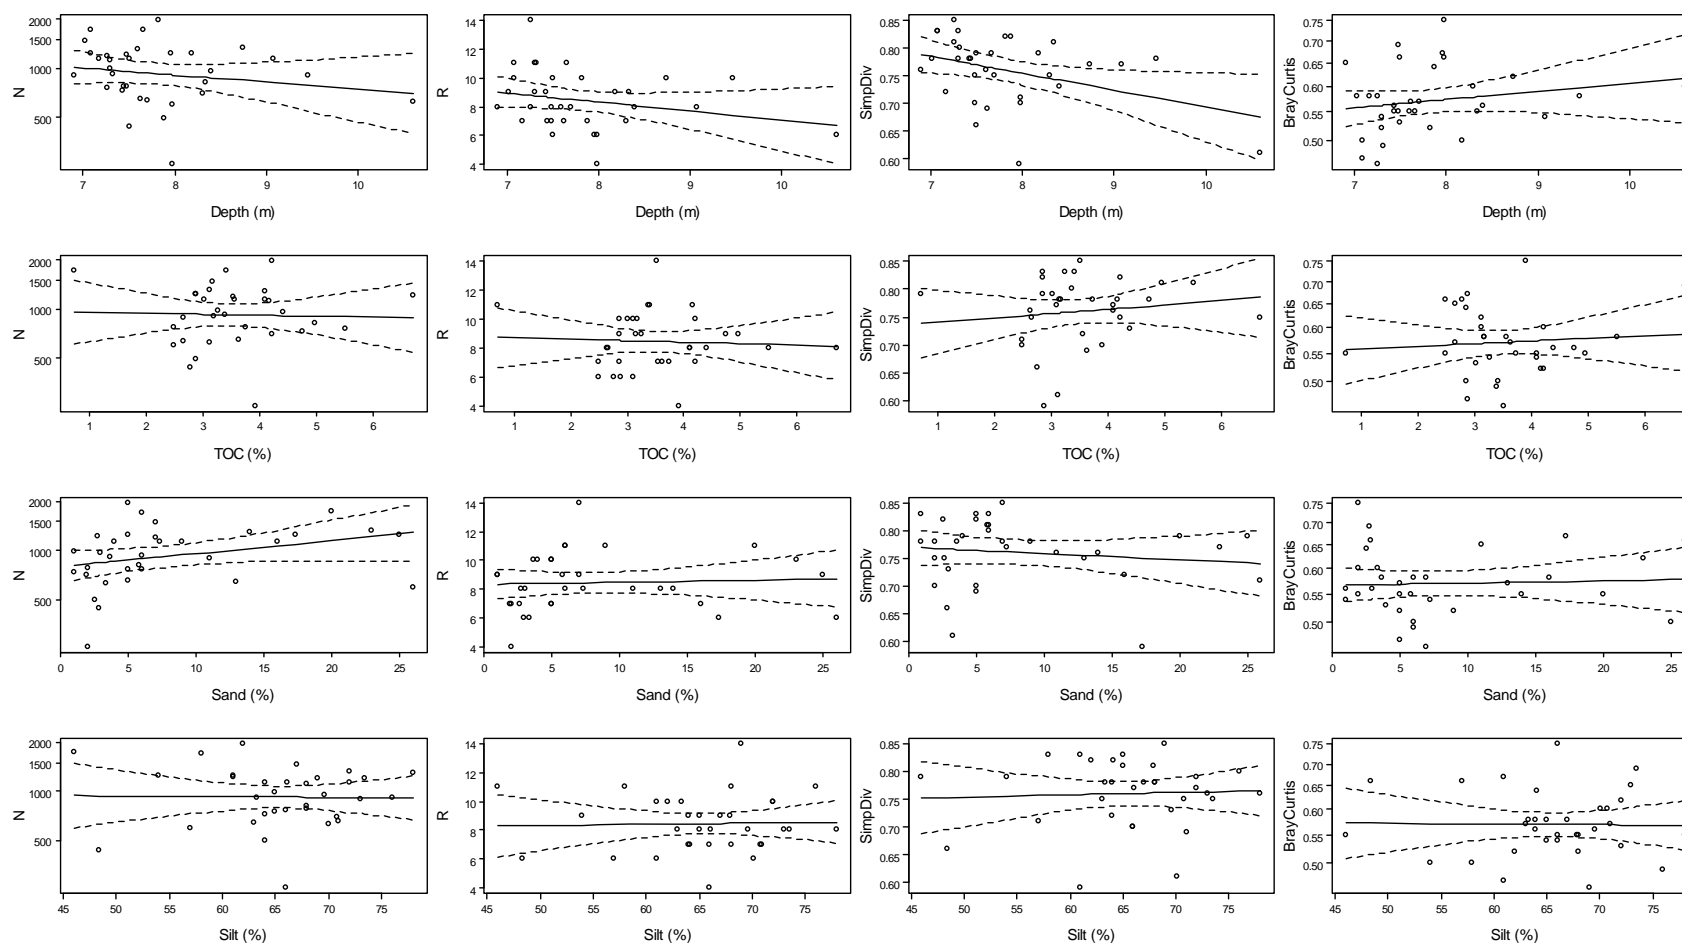 N
2000
1500
1000
500
7 8 9 10
Depth (m)
R
14
12
10
8
6
4
7 8 9 10
Depth (m)
SimpDiv
0.85
0.80
0.75
0.70
0.65
0.60
7 8 9 10
Depth (m)
BrayCurtis
0.75
0.70
0.65
0.60
0.55
0.50
7 8 9 10
Depth (m)
N
2000
1500
1000
500
1 2 3 4 5 6
TOC (%)
R
14
12
10
8
6
4
1 2 3 4 5 6
TOC (%)
SimpDiv
0.85
0.80
0.75
0.70
0.65
0.60
1 2 3 4 5 6
TOC (%)
BrayCurtis
0.75
0.70
0.65
0.60
0.55
0.50
1 2 3 4 5 6
TOC (%)
N
2000
1500
1000
500
0 5 10 15 20 25
Sand (%)
R
14
12
10
8
6
4
0 5 10 15 20 25
Sand (%)
SimpDiv
0.85
0.80
0.75
0.70
0.65
0.60
0 5 10 15 20 25
Sand (%)
BrayCurtis
0.75
0.70
0.65
0.60
0.55
0.50
0 5 10 15 20 25
Sand (%)
N
2000
1500
1000
500
45 50 55 60 65 70 75
Silt (%)
R
14
12
10
8
6
4
45 50 55 60 65 70 75
Silt (%)
SimpDiv
0.85
0.80
0.75
0.70
0.65
0.60
45 50 55 60 65 70 75
Silt (%)
BrayCurtis
0.75
0.70
0.65
0.60
0.55
0.50
45 50 55 60 65 70 75
Silt (%)